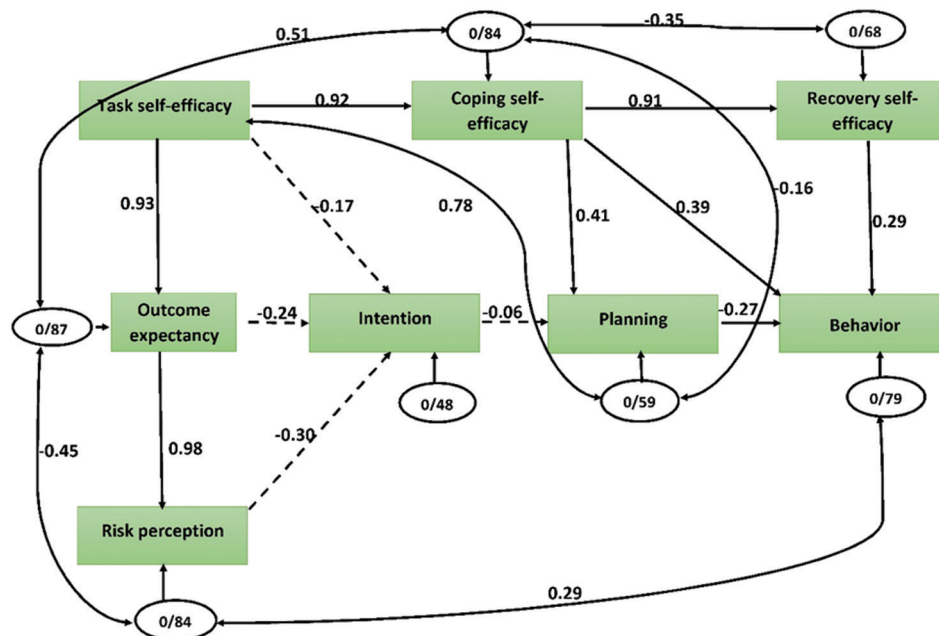 0.51
0/84
-0.35
0/68
Task self-efficacy
0.92
Coping self-
efficacy
0.91
Recovery self-
efficacy
0.93
-0.17
0.78
0.41
0.39
-0.16
0.29
0/87
Outcome
expectancy
-0.24
Intention
-0.06
Planning
-0.27
Behavior
0/48
0/59
0/79
-0.45
0.98
-0.30
Risk perception
0/84
0.29